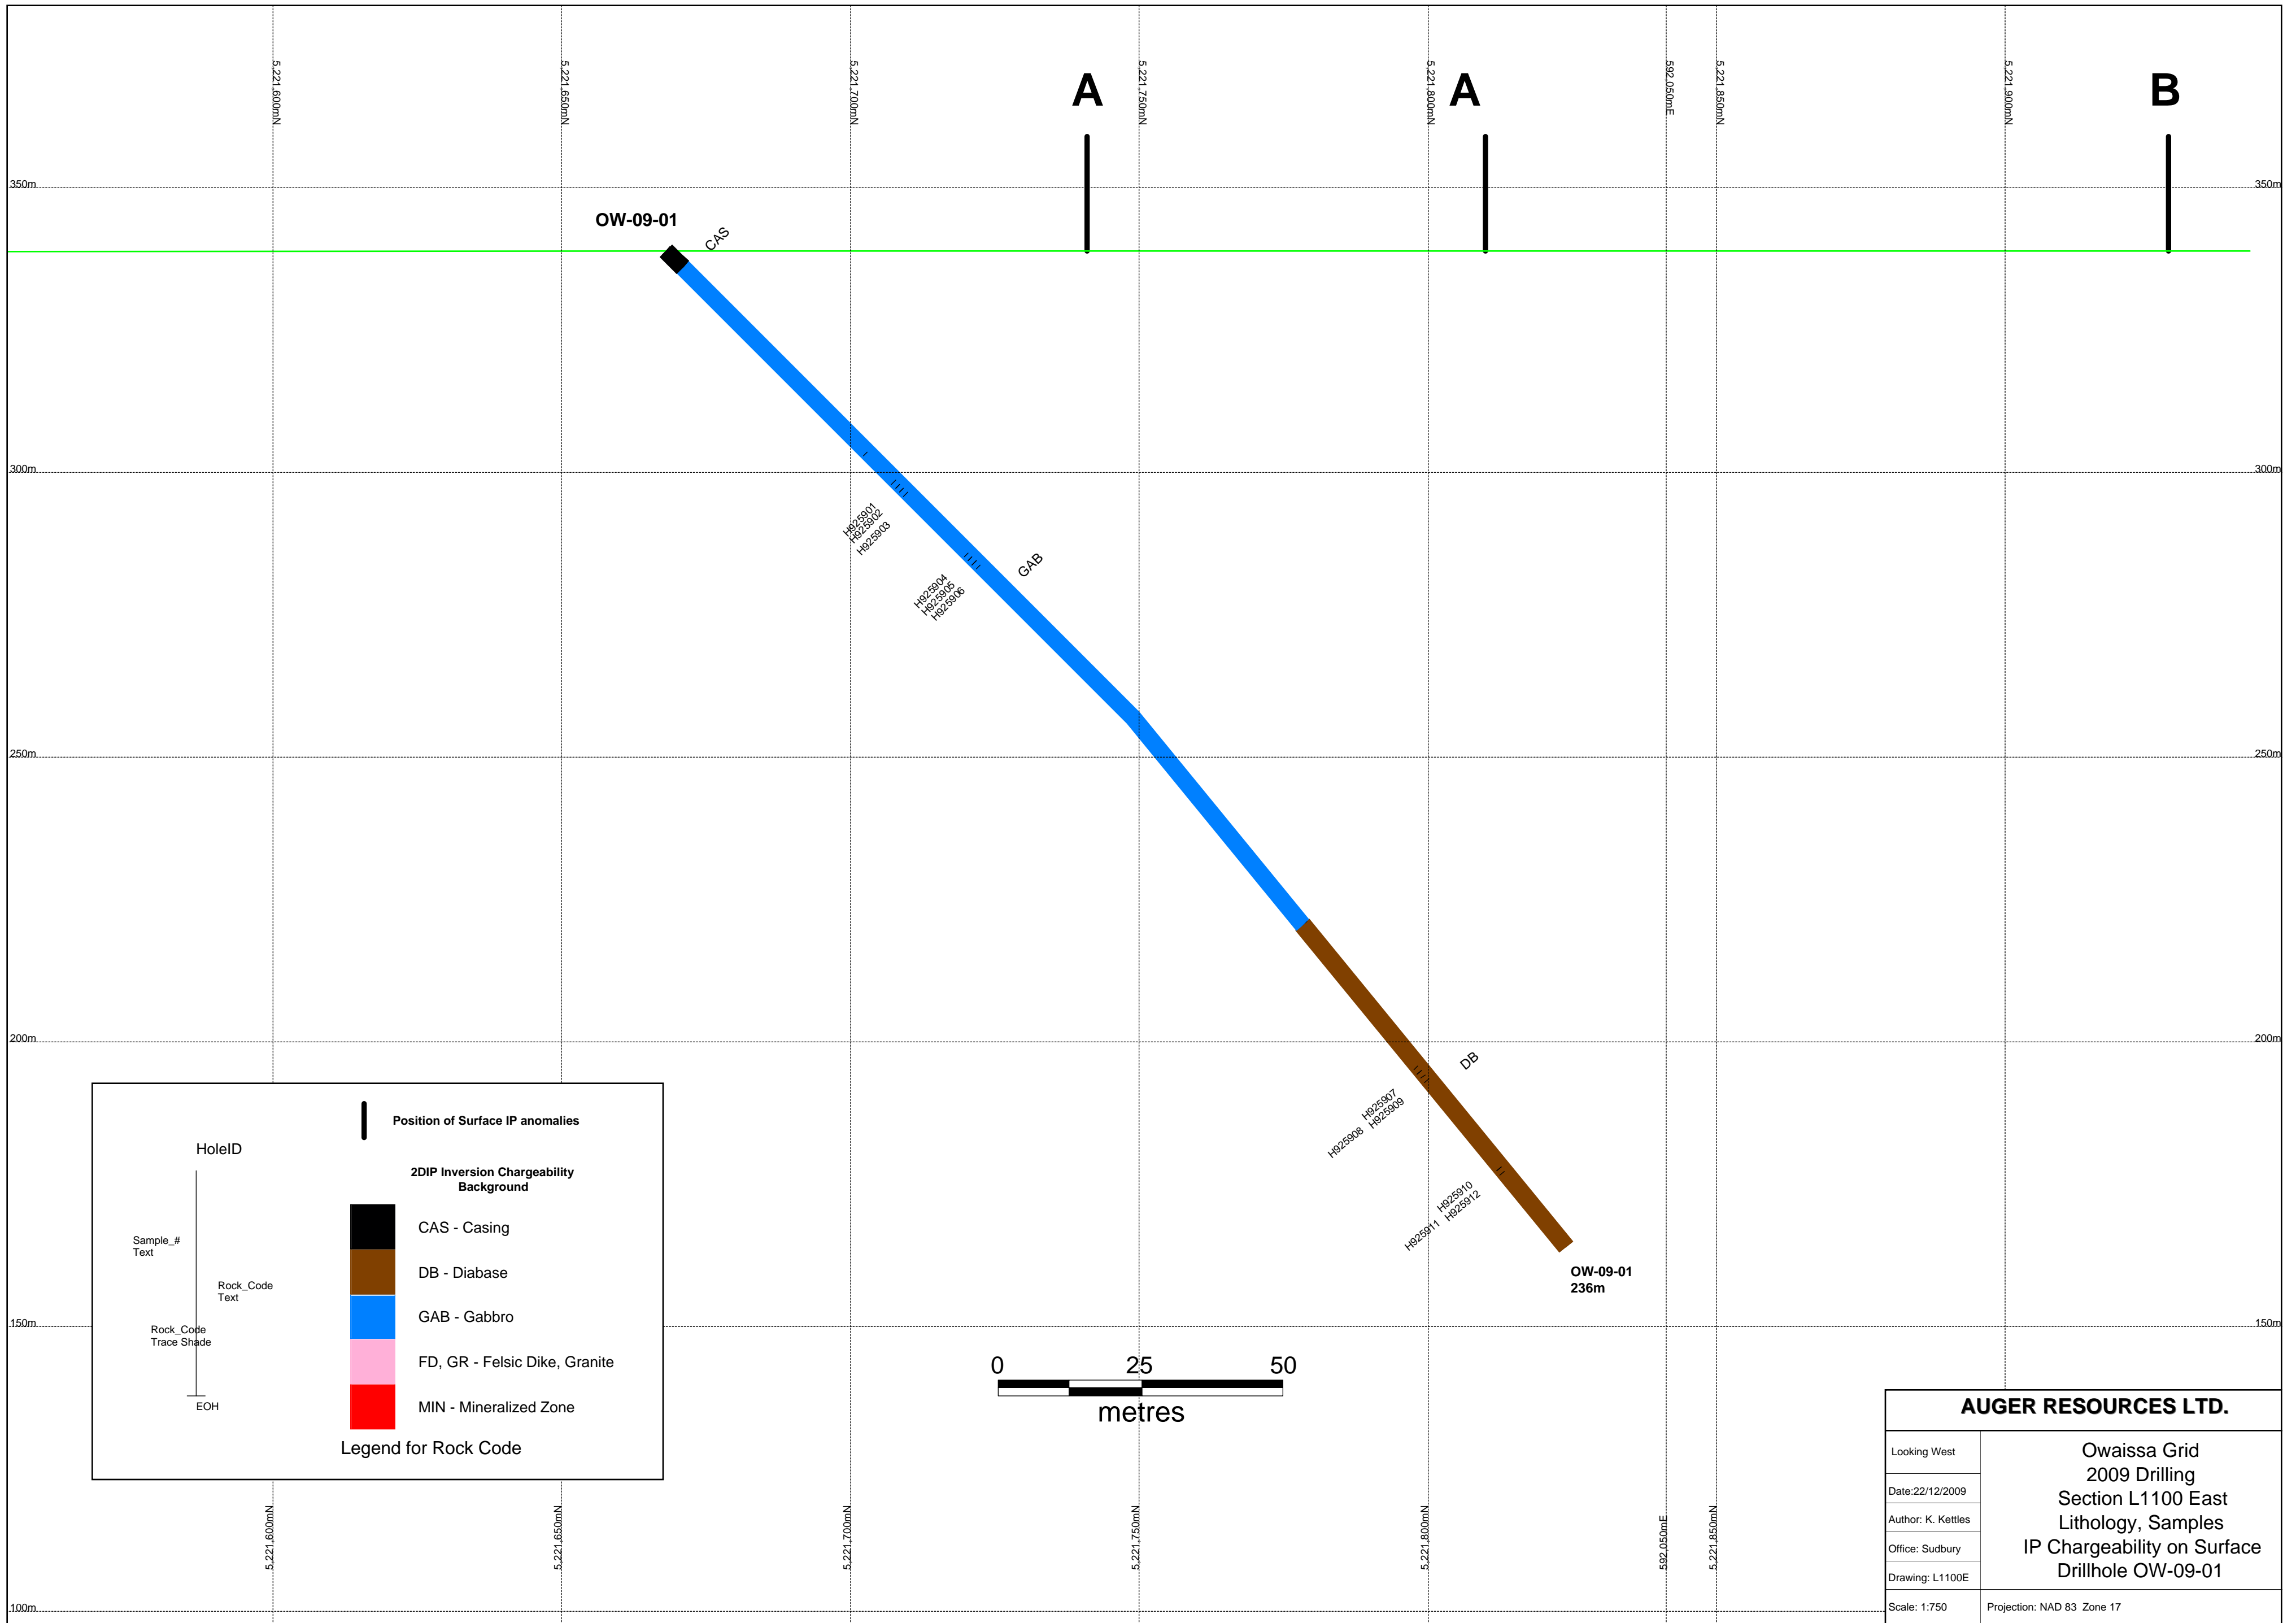 5,221,600mN
5,221,650mN
5,221,700mN
A
5,221,750mN
5,221,800mN
A
592,050mE
5,221,850mN
5,221,900mN
B
350m
350m
OW-09-01
CAS
300m
300m
H925901
H925902
H925903
GAB
H925904
H925905
H925906
250m
250m
200m
200m
DB
H925907
H925908 H925909
H925910
H925911 H925912
OW-09-01
236m
150m
150m
Position of Surface IP anomalies
HoleID
2DIP Inversion Chargeability
Background
CAS - Casing
Sample_#
Text
DB - Diabase
Rock_Code
Text
GAB - Gabbro
Rock_Code
Trace Shade
FD, GR - Felsic Dike, Granite
EOH
MIN - Mineralized Zone
Legend for Rock Code
0 25 50
metres
5,221,600mN
5,221,650mN
5,221,700mN
5,221,750mN
5,221,800mN
592,050mE
5,221,850mN
100m
AUGER RESOURCES LTD.
Looking West
Date:22/12/2009
Author: K. Kettles
Office: Sudbury
Drawing: L1100E
Scale: 1:750
Owaissa Grid
2009 Drilling
Section L1100 East
Lithology, Samples
IP Chargeability on Surface
Drillhole OW-09-01
Projection: NAD 83 Zone 17